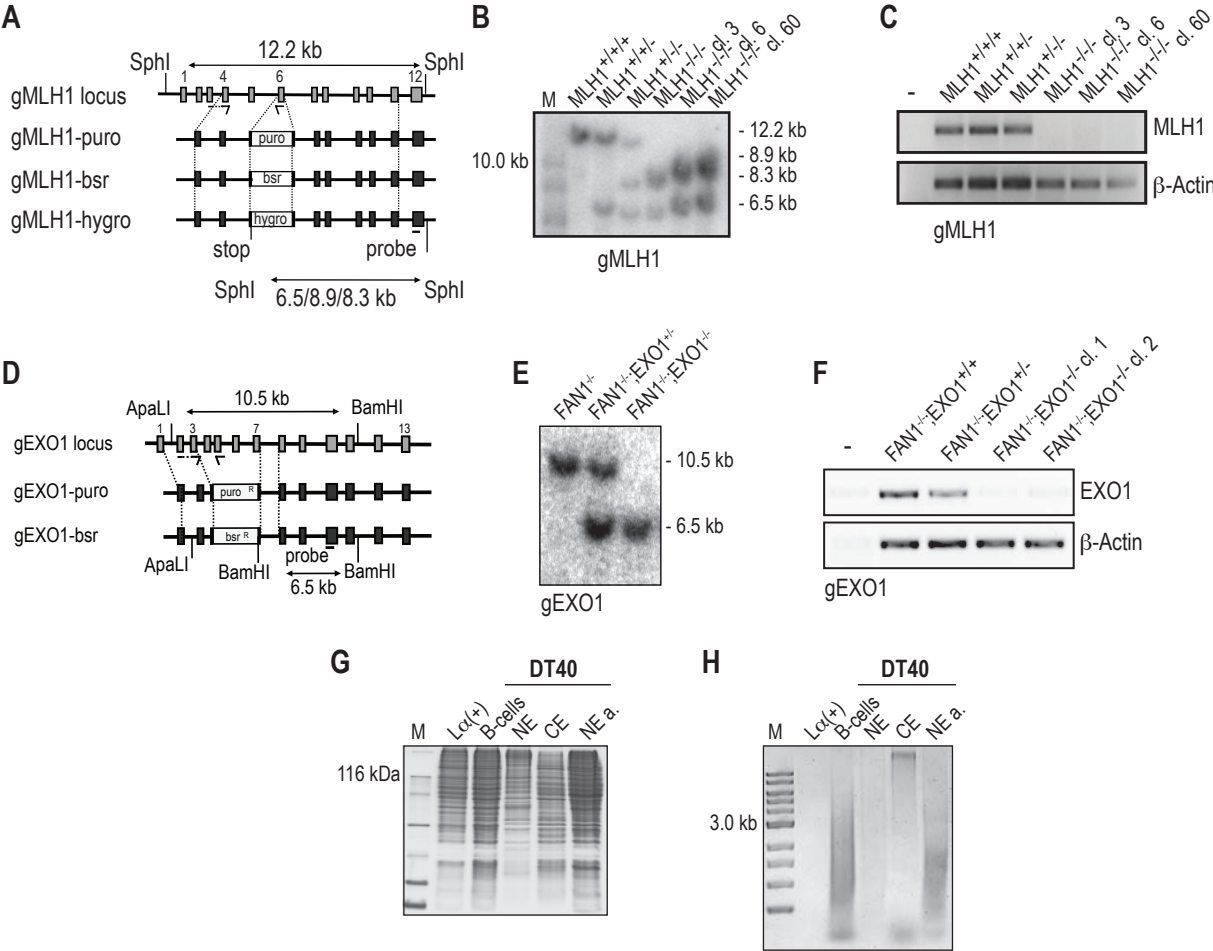 A
12.2 kb
SphI
SphI
1
4
6
12
gMLH1 locus
gMLH1-puro
puro
gMLH1-bsr
bsr
gMLH1-hygro
hygro
stop
probe
SphI
6.5/8.9/8.3 kb
SphI
B
M
MLH1+/+/+
MLH1+/+/-
MLH1+/-/-
MLH1-/-/- cl. 3
MLH1-/-/- cl. 6
MLH1-/-/- cl. 60
10.0 kb
- 12.2 kb
- 8.9 kb
- 8.3 kb
- 6.5 kb
gMLH1
C
-
MLH1+/+/+
MLH1+/+/-
MLH1+/-/-
MLH1-/-/- cl. 3
MLH1-/-/- cl. 6
MLH1-/-/- cl. 60
MLH1
β-Actin
gMLH1
D
ApaLI
10.5 kb
BamHI
1
3
7
13
gEXO1 locus
gEXO1-puro
puro R
gEXO1-bsr
bsr R
ApaLI
BamHI
probe
6.5 kb
BamHI
E
FAN1-/-
FAN1-/-;EXO1+/-
FAN1-/-;EXO1-/-
- 10.5 kb
- 6.5 kb
gEXO1
F
-
FAN1-/-;EXO1+/+
FAN1-/-;EXO1+/-
FAN1-/-;EXO1-/- cl. 1
FAN1-/-;EXO1-/- cl. 2
EXO1
β-Actin
gEXO1
G
DT40
M
Lα(+)
B-cells
NE
CE
NE a.
116 kDa
H
DT40
M
Lα(+)
B-cells
NE
CE
NE a.
3.0 kb